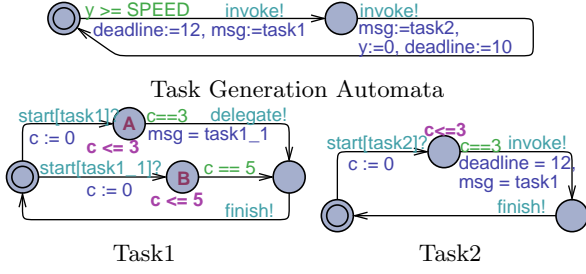 y >= SPEED invoke!
deadline:=12, msg:=task1
invoke!
msg:=task2,
y:=0, deadline:=10
Task Generation Automata
start[task1]? A c==3 delegate!
c := 0 c <= 3 msg = task1_1
start[task1_1]? B c == 5
c := 0 c <= 5
finish!
Task1
c<=3
start[task2]? c==3 invoke!
c := 0 deadline = 12,
msg = task1
finish!
Task2